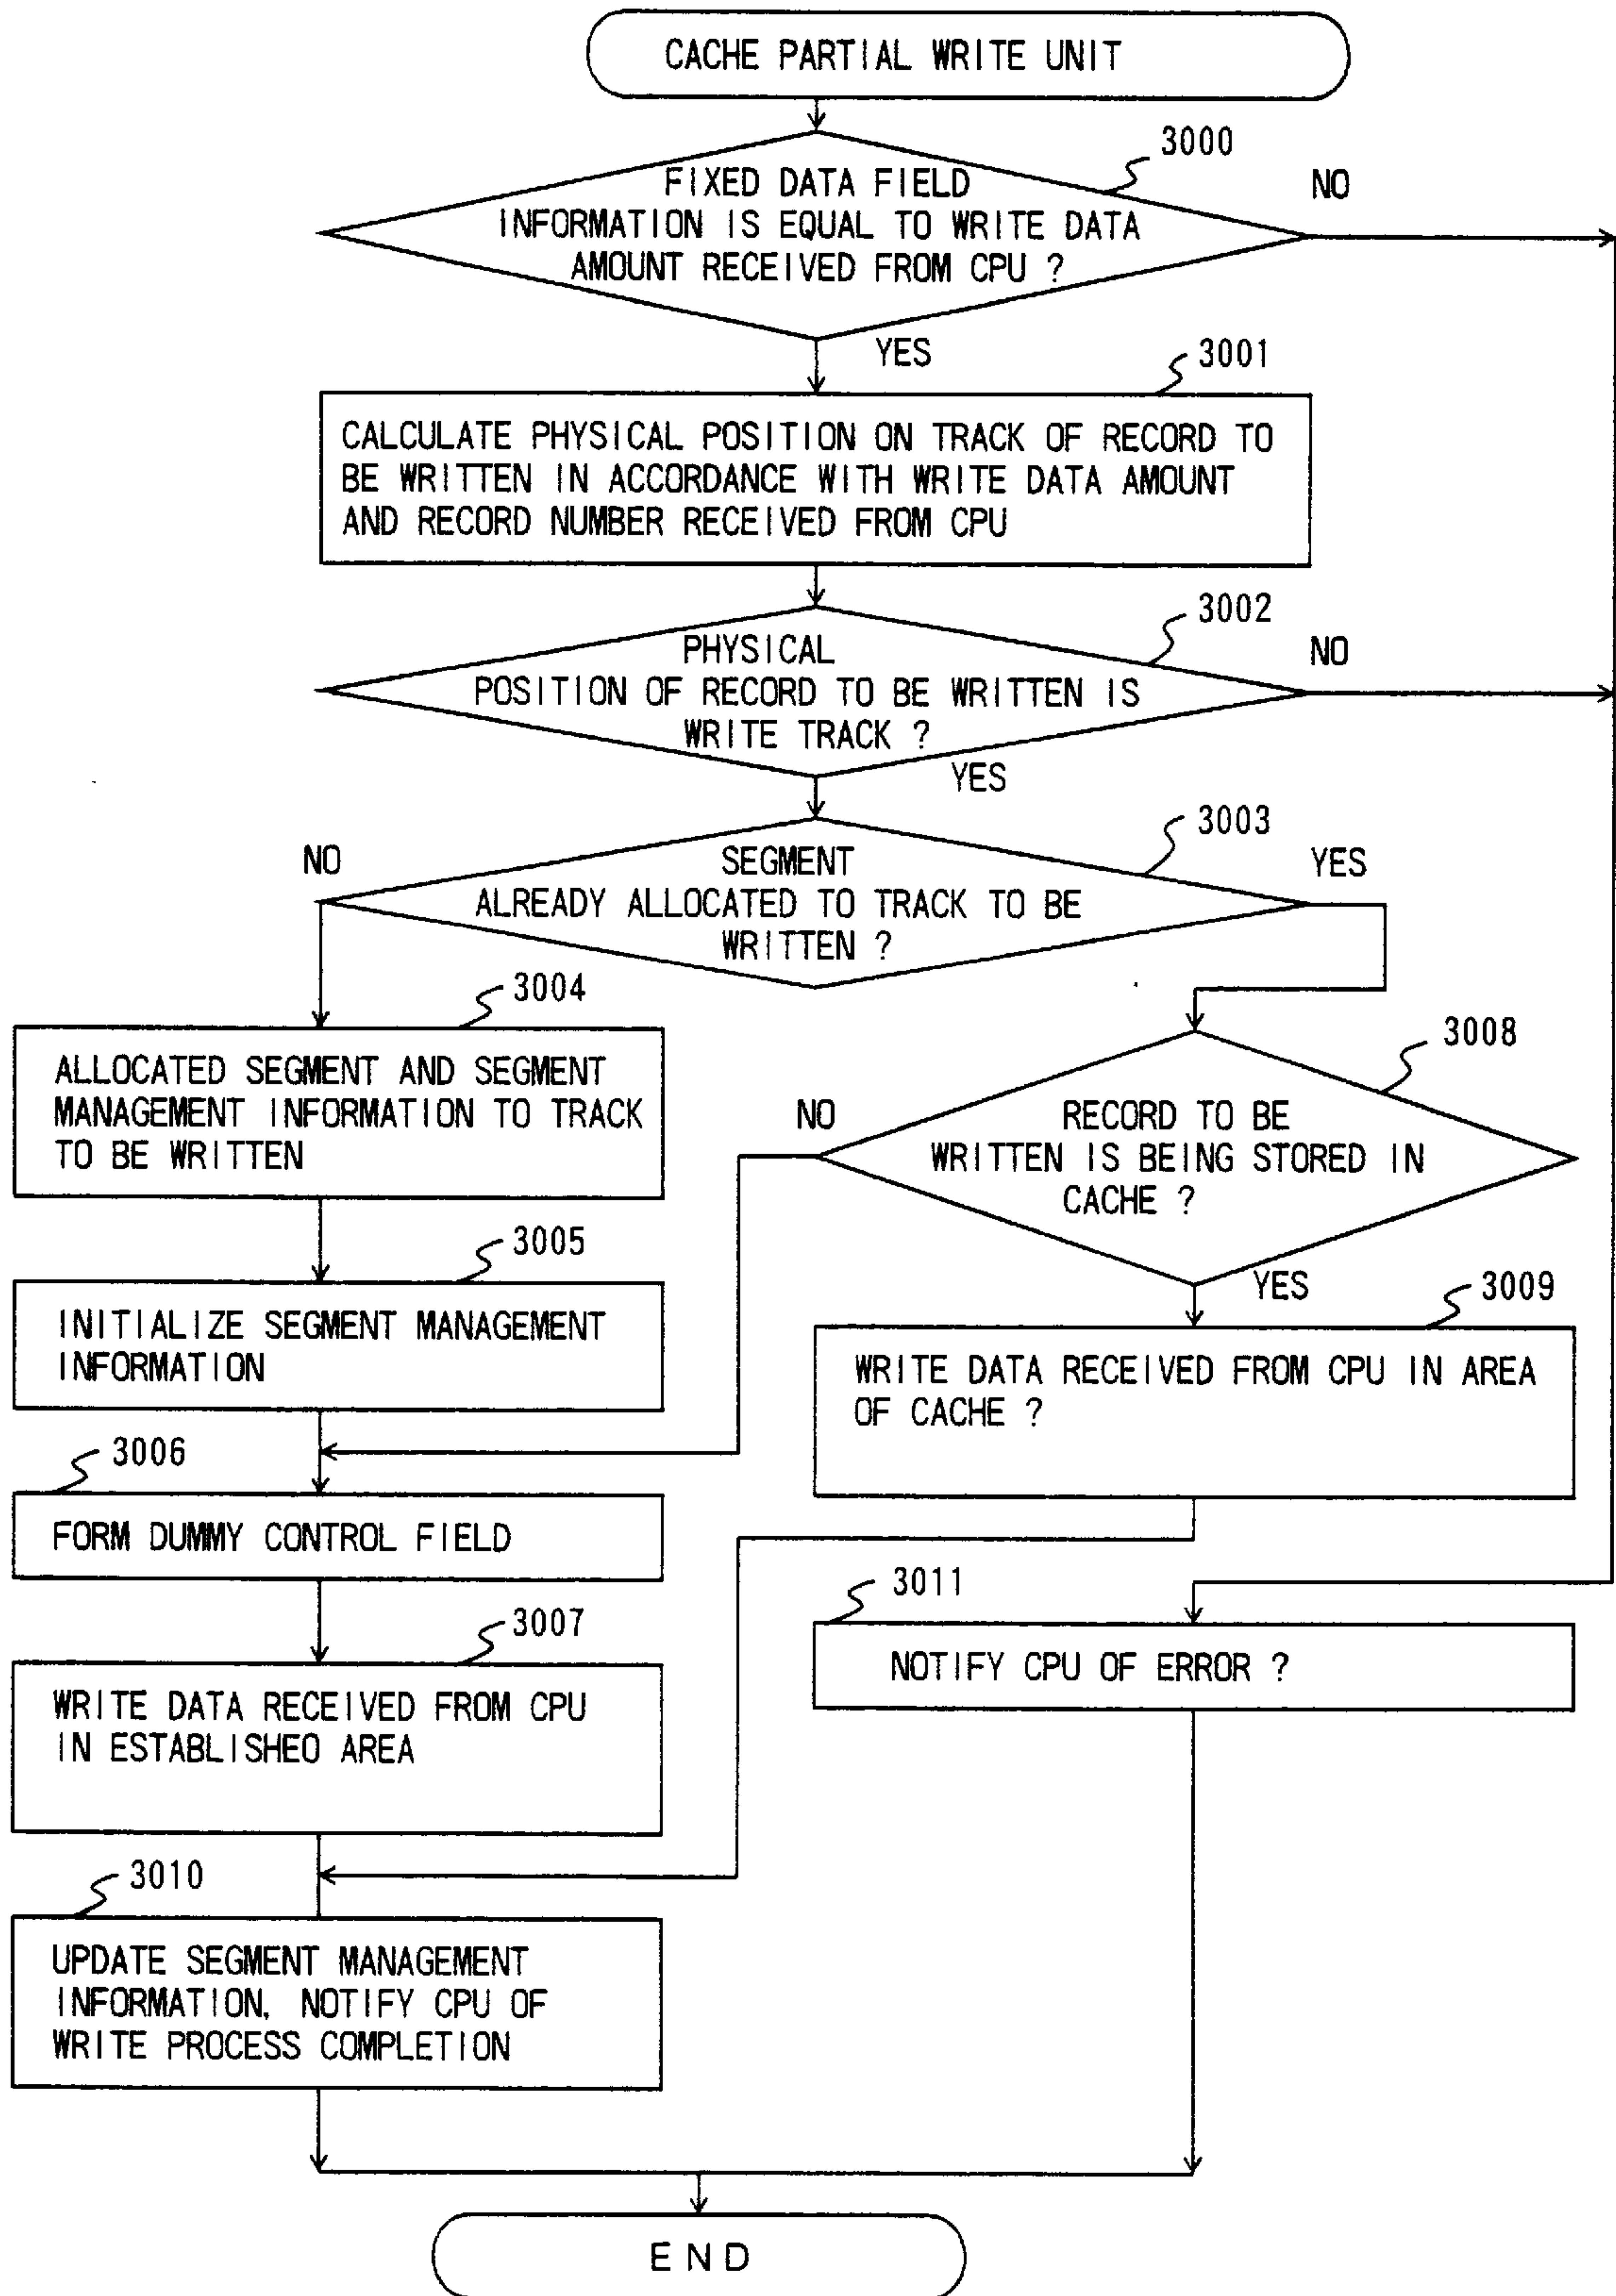 CACHE PARTIAL WRITE UNIT
3000
FIXED DATA FIELD
INFORMATION IS EQUAL TO WRITE DATA
AMOUNT RECEIVED FROM CPU ?
NO
YES
3001
CALCULATE PHYSICAL POSITION ON TRACK OF RECORD TO
BE WRITTEN IN ACCORDANCE WITH WRITE DATA AMOUNT
AND RECORD NUMBER RECEIVED FROM CPU
3002
PHYSICAL
POSITION OF RECORD TO BE WRITTEN IS
WRITE TRACK ?
NO
YES
3003
SEGMENT
ALREADY ALLOCATED TO TRACK TO BE
WRITTEN ?
NO
YES
3004
ALLOCATED SEGMENT AND SEGMENT
MANAGEMENT INFORMATION TO TRACK
TO BE WRITTEN
3008
RECORD TO BE
WRITTEN IS BEING STORED IN
CACHE ?
NO
YES
3005
INITIALIZE SEGMENT MANAGEMENT
INFORMATION
3009
WRITE DATA RECEIVED FROM CPU IN AREA
OF CACHE ?
3006
FORM DUMMY CONTROL FIELD
3011
NOTIFY CPU OF ERROR ?
3007
WRITE DATA RECEIVED FROM CPU
IN ESTABLISHEO AREA
3010
UPDATE SEGMENT MANAGEMENT
INFORMATION, NOTIFY CPU OF
WRITE PROCESS COMPLETION
END